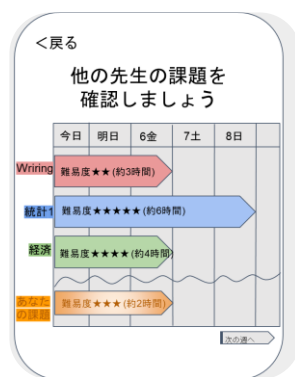 <戻る
他の先生の課題を
確認しましょう
今日 明日 6金 7土 8日
Wriring 難易度★★(約3時間)
統計1 難易度★★★★★(約6時間)
経済 難易度★★★★(約4時間)
あなた
の課題 難易度★★★(約2時間)
次の週へ